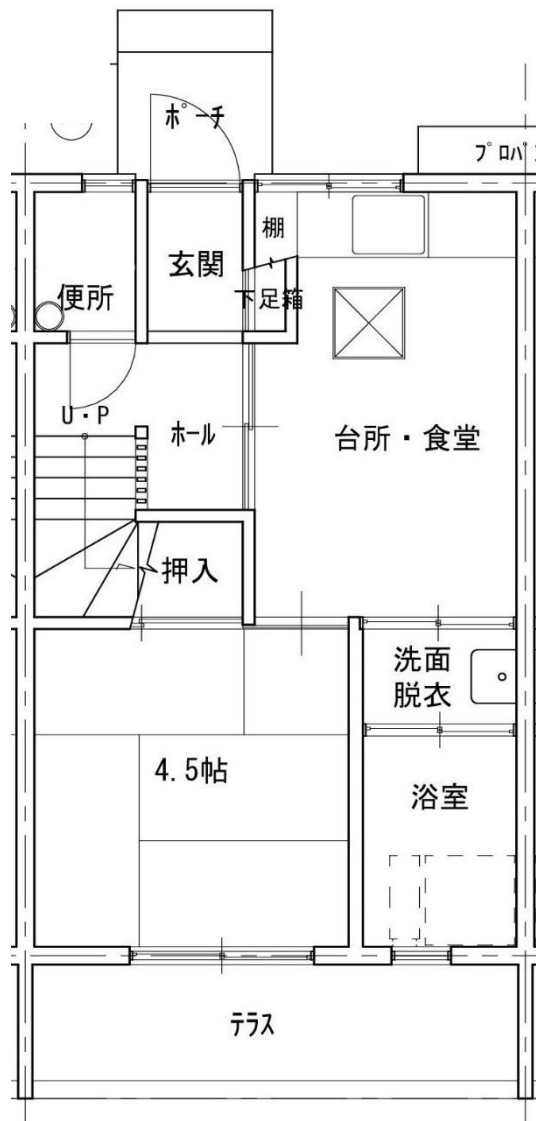 ポーチ
プロパン
棚
玄関
便所
下足箱
U・P
ホール
台所・食堂
押入
洗面
脱衣
4.5帖
浴室
テラス